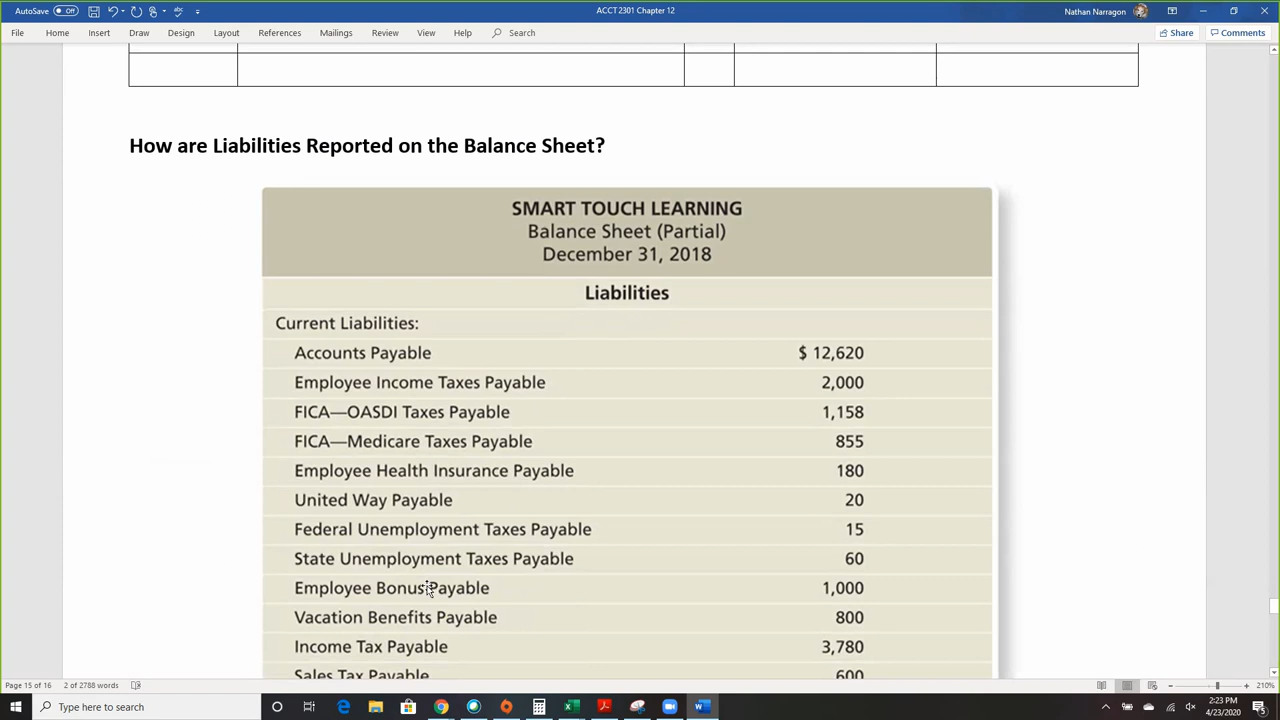 AutoSave Off
ACCT 2301 Chapter 12
Nathan Narragon
File Home Insert Draw Design Layout References Mailings Review View Help Search
Share Comments
How are Liabilities Reported on the Balance Sheet?
SMART TOUCH LEARNING
Balance Sheet (Partial)
December 31, 2018
Liabilities
Current Liabilities:
Accounts Payable $ 12,620
Employee Income Taxes Payable 2,000
FICA—OASDI Taxes Payable 1,158
FICA—Medicare Taxes Payable 855
Employee Health Insurance Payable 180
United Way Payable 20
Federal Unemployment Taxes Payable 15
State Unemployment Taxes Payable 60
Employee Bonus Payable 1,000
Vacation Benefits Payable 800
Income Tax Payable 3,780
Sales Tax Payable 600
Page 15 of 16 2 of 2788 words 210%
Type here to search
2:23 PM
4/23/2020